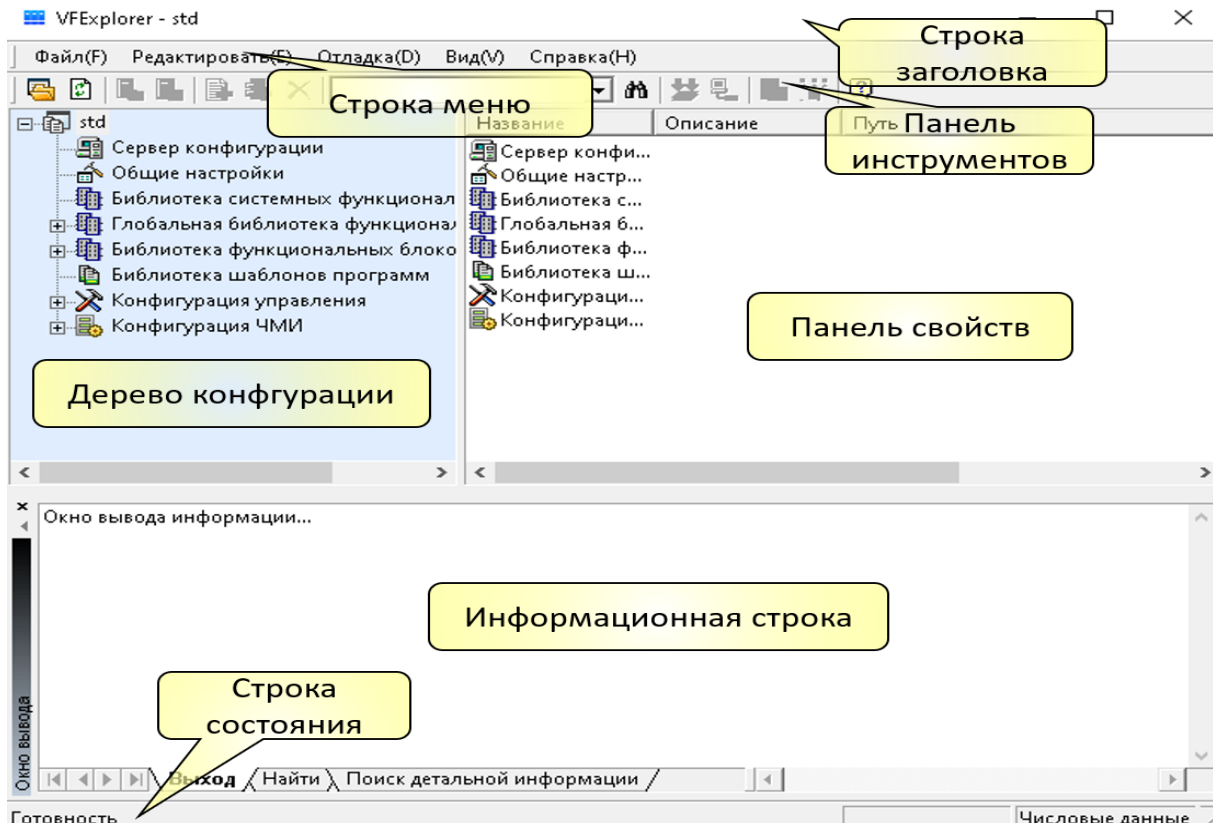 VFExplorer - std
Строка
заголовка
Файл(F) Редактировать(E) Отладка(D) Вид(V) Справка(H)
Строка меню
Панель
инструментов
std
Сервер конфигурации
Общие настройки
Библиотека системных функционал
Глобальная библиотека функционал
Библиотека функциональных блоко
Библиотека шаблонов программ
Конфигурация управления
Конфигурация ЧМИ
Название Описание Путь
Сервер конфи...
Общие настр...
Библиотека с...
Глобальная б...
Библиотека ф...
Библиотека ш...
Конфигураци...
Конфигураци...
Панель свойств
Дерево конфгурации
Окно вывода информации...
Информационная строка
Строка
состояния
Окно вывода
Выход Найти Поиск детальной информации
Готовность Числовые данные